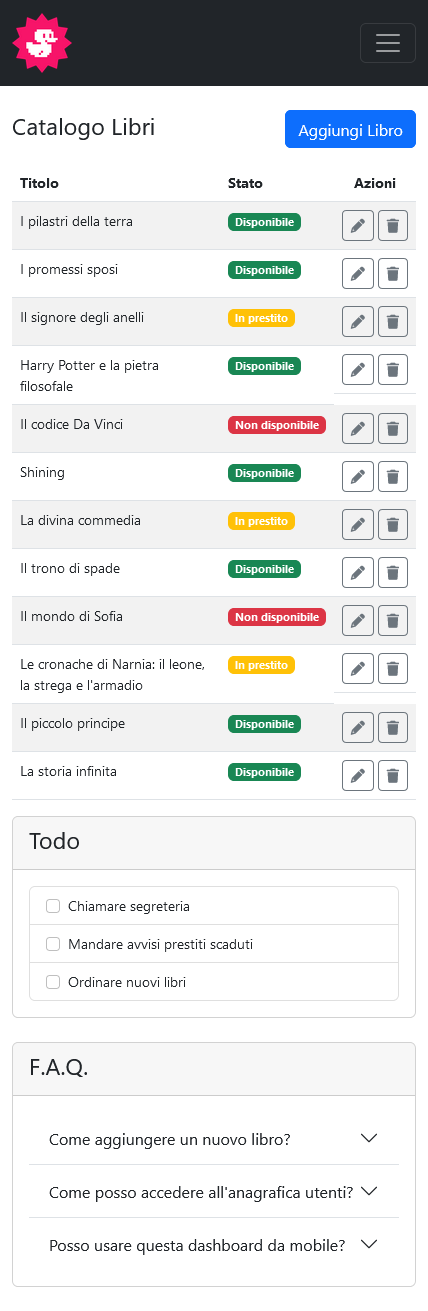 Catalogo Libri
Aggiungi Libro
Titolo Stato Azioni
I pilastri della terra Disponibile
I promessi sposi Disponibile
Il signore degli anelli In prestito
Harry Potter e la pietra Disponibile
filosofale
Il codice Da Vinci Non disponibile
Shining Disponibile
La divina commedia In prestito
Il trono di spade Disponibile
Il mondo di Sofia Non disponibile
Le cronache di Narnia: il leone, In prestito
la strega e l'armadio
Il piccolo principe Disponibile
La storia infinita Disponibile
Todo
Chiamare segreteria
Mandare avvisi prestiti scaduti
Ordinare nuovi libri
F.A.Q.
Come aggiungere un nuovo libro?
Come posso accedere all'anagrafica utenti?
Posso usare questa dashboard da mobile?